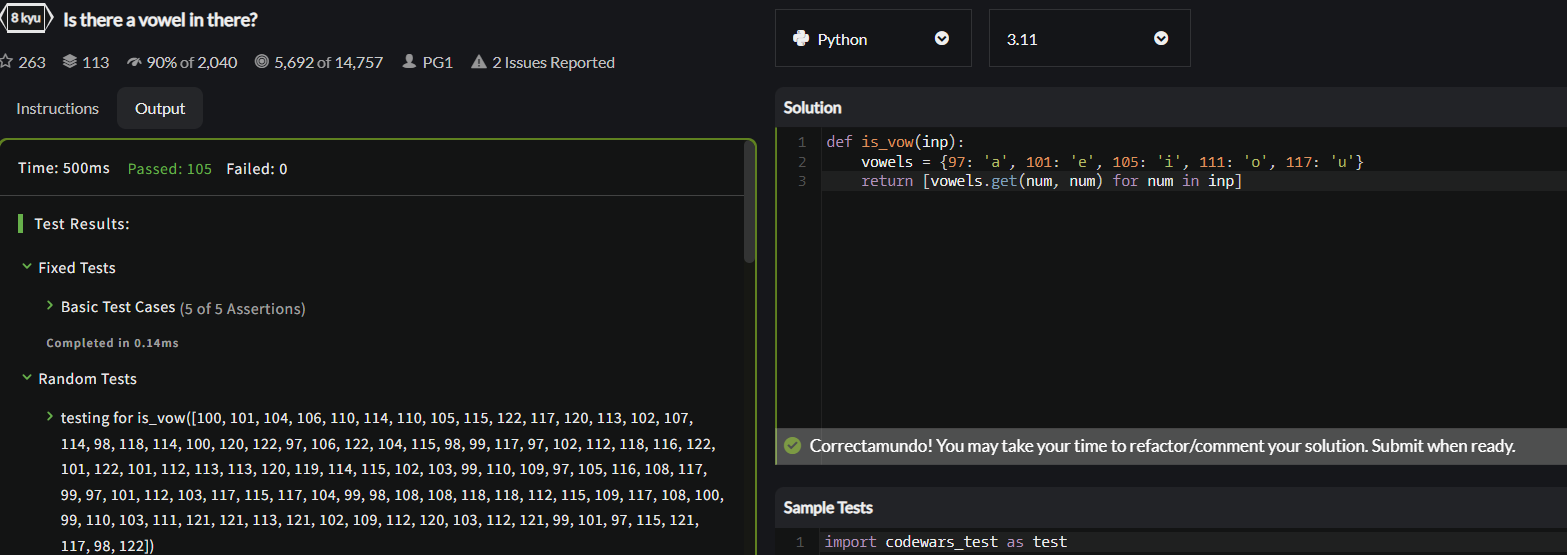 8 kyu Is there a vowel in there?
263 113 90% of 2,040 5,692 of 14,757 PG1 2 Issues Reported
Instructions Output
Time: 500ms Passed: 105 Failed: 0
Test Results:
Fixed Tests
Basic Test Cases (5 of 5 Assertions)
Completed in 0.14ms
Random Tests
testing for is_vow([100, 101, 104, 106, 110, 114, 110, 105, 115, 122, 117, 120, 113, 102, 107,
114, 98, 118, 114, 100, 120, 122, 97, 106, 122, 104, 115, 98, 99, 117, 97, 102, 112, 118, 116, 122,
101, 122, 101, 112, 113, 113, 120, 119, 114, 115, 102, 103, 99, 110, 109, 97, 105, 116, 108, 117,
99, 97, 101, 112, 103, 117, 115, 117, 104, 99, 98, 108, 108, 118, 118, 112, 115, 109, 117, 108, 100,
99, 110, 103, 111, 121, 121, 113, 121, 102, 109, 112, 120, 103, 112, 121, 99, 101, 97, 115, 121,
117, 98, 122])
Python 3.11
Solution
1 def is_vow(inp):
2 vowels = {97: 'a', 101: 'e', 105: 'i', 111: 'o', 117: 'u'}
3 return [vowels.get(num, num) for num in inp]
Correctamundo! You may take your time to refactor/comment your solution. Submit when ready.
Sample Tests
1 import codewars_test as test